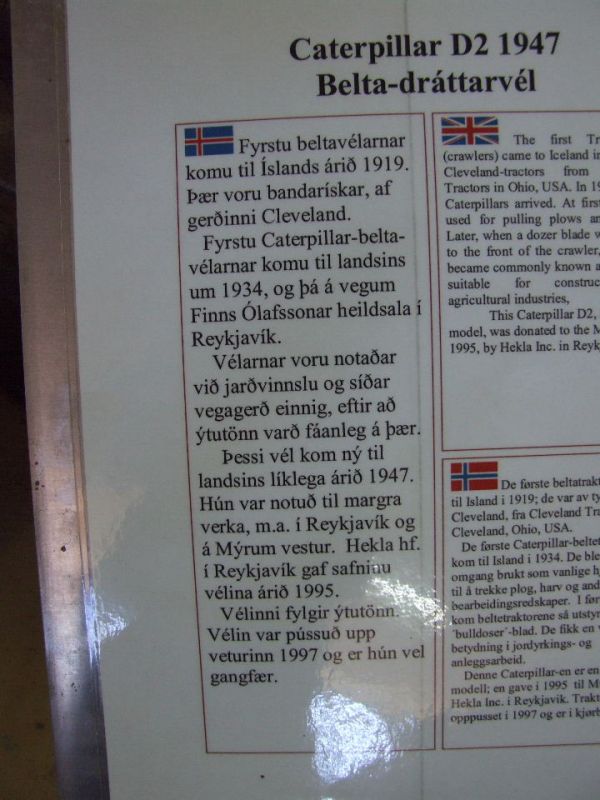 Caterpillar D2 1947
Belta-dráttarvél
Fyrstu beltavélarnar
komu til Íslands árið 1919.
Þær voru bandarískar, af
gerðinni Cleveland.
Fyrstu Caterpillar-belta-
vélarnar komu til landsins
um 1934, og þá á vegum
Finns Ólafssonar heildsala í
Reykjavík.
Vélarnar voru notaðar
við jarðvinnslu og síðar
vegagerð einnig, eftir að
ýtutönn varð fáanleg á þær.
Þessi vél kom ný til
landsins líklega árið 1947.
Hún var notuð til margra
verka, m.a. í Reykjavík og
á Mýrum vestur. Hekla hf.
í Reykjavík gaf safninu
vélina árið 1995.
Vélinni fylgir ýtutönn.
Vélin var pússuð upp
veturinn 1997 og er hún vel
gangfær.
The first
(crawlers) came to Iceland
Cleveland-tractors from
Tractors in Ohio, USA. In
Caterpillars arrived. At first
used for pulling plows
Later, when a dozer blade
to the front of the crawler,
became commonly known
suitable for
agricultural industries,
This Caterpillar D2,
model, was donated to the
1995, by Hekla Inc. in
De første
til Island i 1919; de var av
Cleveland, fra Cleveland
Cleveland, Ohio, USA.
De første
kom til Island i 1934. De
omgang brukt som vanlige
til å trekke plog, harv og
bearbeidingsredskaper. I
kom beltetraktorene så
'bulldoser'-blad. De fikk en
betydning i jordyrkings- og
anleggsarbeid.
Denne Caterpillar-en er en
modell; en gave i 1995 til
Hekla Inc. i Reykjavik.
opppusset i 1997 og er i